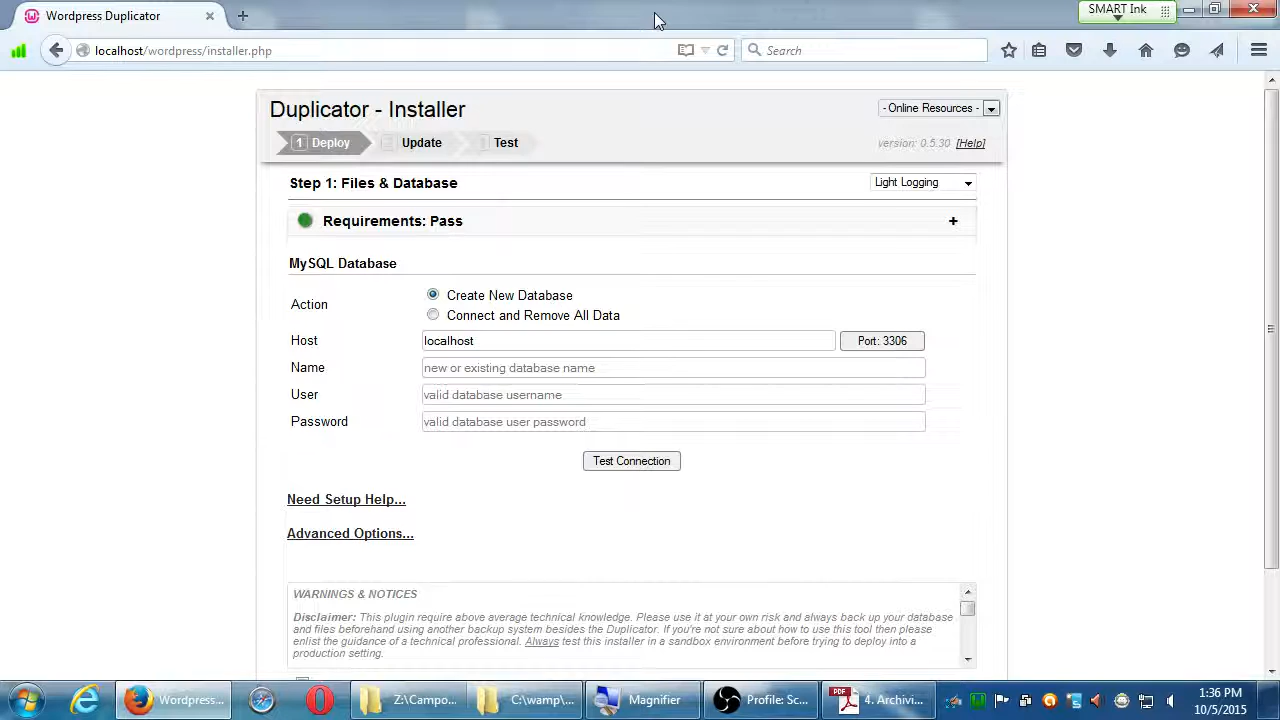 Wordpress Duplicator
SMART Ink
localhost/wordpress/installer.php
Search
Duplicator - Installer
- Online Resources -
1 Deploy
Update
Test
version: 0.5.30 [Help]
Step 1: Files & Database
Light Logging
Requirements: Pass
+
MySQL Database
Action
Create New Database
Connect and Remove All Data
Host
localhost
Port: 3306
Name
new or existing database name
User
valid database username
Password
valid database user password
Test Connection
Need Setup Help...
Advanced Options...
WARNINGS & NOTICES
Disclaimer: This plugin require above average technical knowledge. Please use it at your own risk and always back up your database
and files beforehand using another backup system besides the Duplicator. If you're not sure about how to use this tool then please
enlist the guidance of a technical professional. Always test this installer in a sandbox environment before trying to deploy into a
production setting.
Wordpress...
Z:\Campo...
C:\wamp\...
Magnifier
Profile: Sc...
PDF
4. Archivi...
1:36 PM
10/5/2015